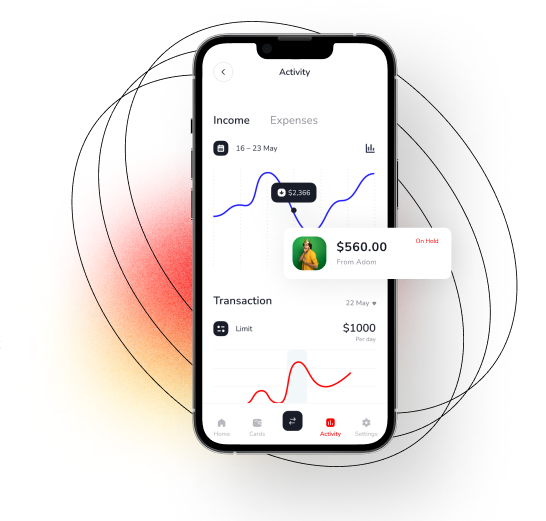 Activity
Income Expenses
16 – 23 May
$2,366
$560.00 On Hold
From Adom
Transaction 22 May
Limit $1000
Per day
Home Cards Activity Settings